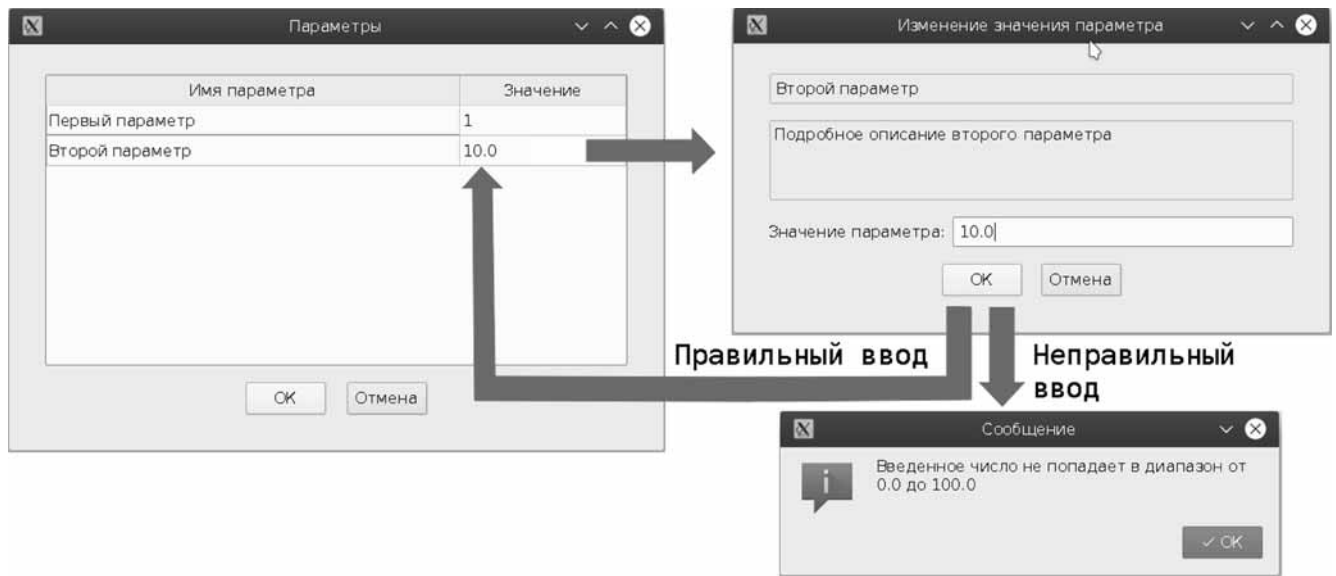 Параметры
Имя параметра Значение
Первый параметр 1
Второй параметр 10.0
OK Отмена
Изменение значения параметра
Второй параметр
Подробное описание второго параметра
Значение параметра: 10.0
OK Отмена
Правильный ввод
Неправильный
ввод
Сообщение
Введенное число не попадает в диапазон от
0.0 до 100.0
OK